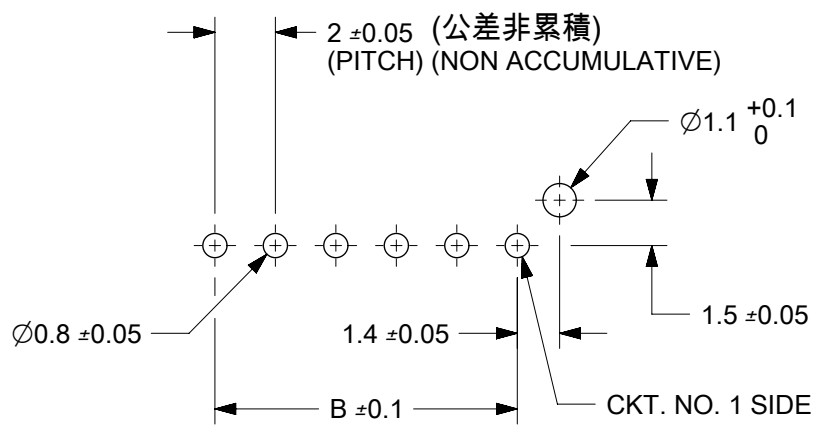 2 ±0.05 (公差非累積)
(PITCH) (NON ACCUMULATIVE)
∅1.1 +0.1
0
∅0.8 ±0.05
1.4 ±0.05
1.5 ±0.05
B ±0.1
CKT. NO. 1 SIDE